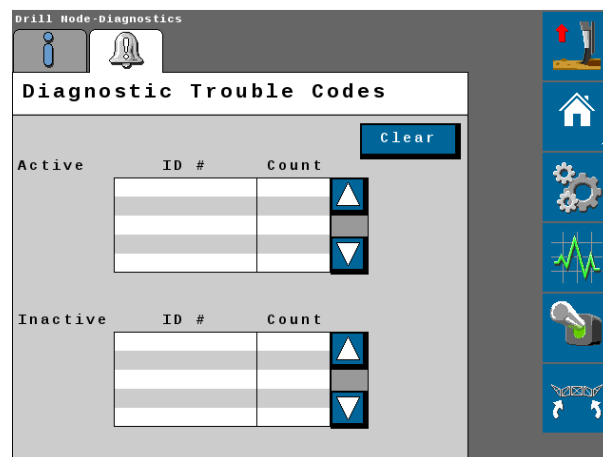 Drill Node-Diagnostics
Diagnostic Trouble Codes
Clear
Active ID # Count
Inactive ID # Count